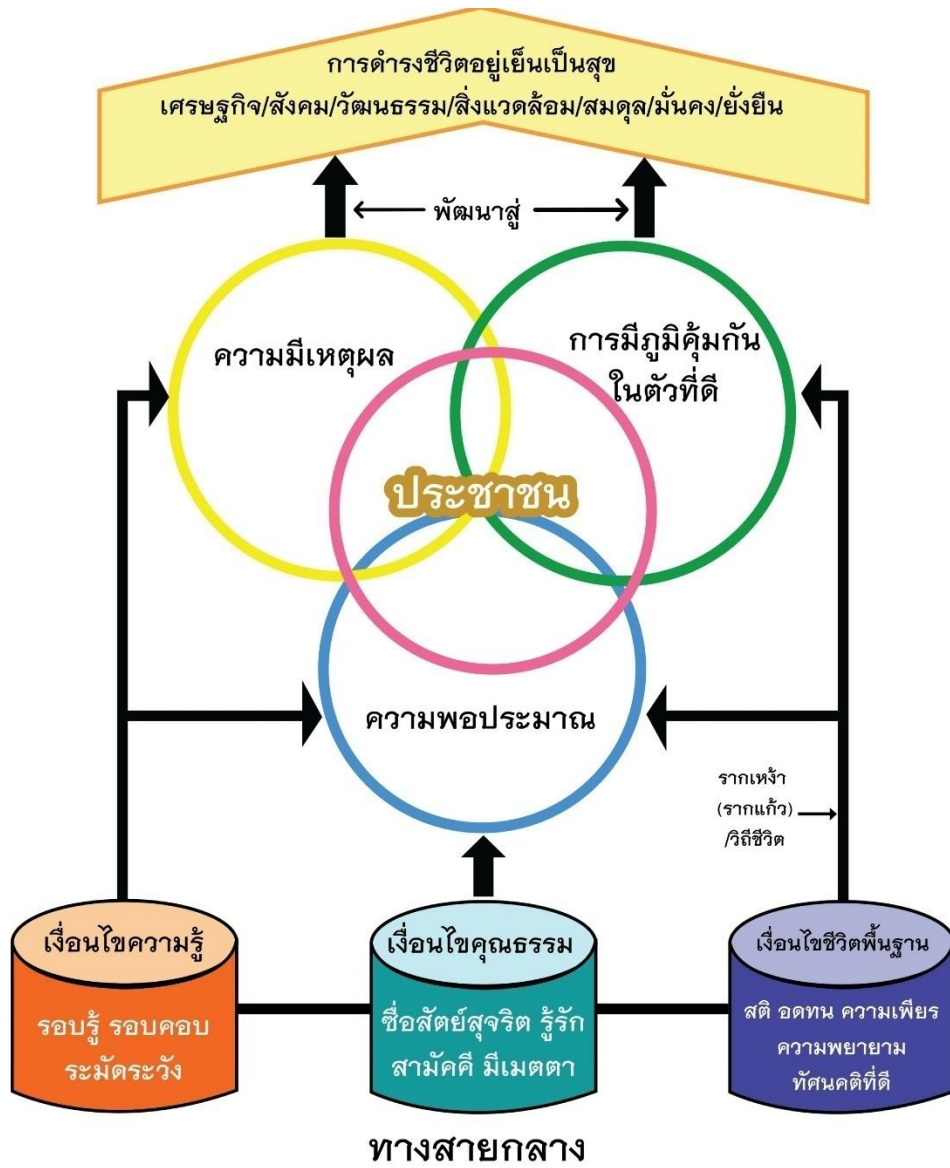 การดำรงชีวิตอยู่เย็นเป็นสุข
เศรษฐกิจ/สังคม/วัฒนธรรม/สิ่งแวดล้อม/สมดุล/มั่นคง/ยั่งยืน
พัฒนาสู่
ความมีเหตุผล
การมีภูมิคุ้มกัน
ในตัวที่ดี
ประชาชน
ความพอประมาณ
รากเหง้า
(รากแก้ว)
/วิถีชีวิต
เงื่อนไขความรู้
รอบรู้ รอบคอบ
ระมัดระวัง
เงื่อนไขคุณธรรม
ซื่อสัตย์สุจริต รู้รัก
สามัคคี มีเมตตา
เงื่อนไขชีวิตพื้นฐาน
สติ อดทน ความเพียร
ความพยายาม
ทัศนคติที่ดี
ทางสายกลาง